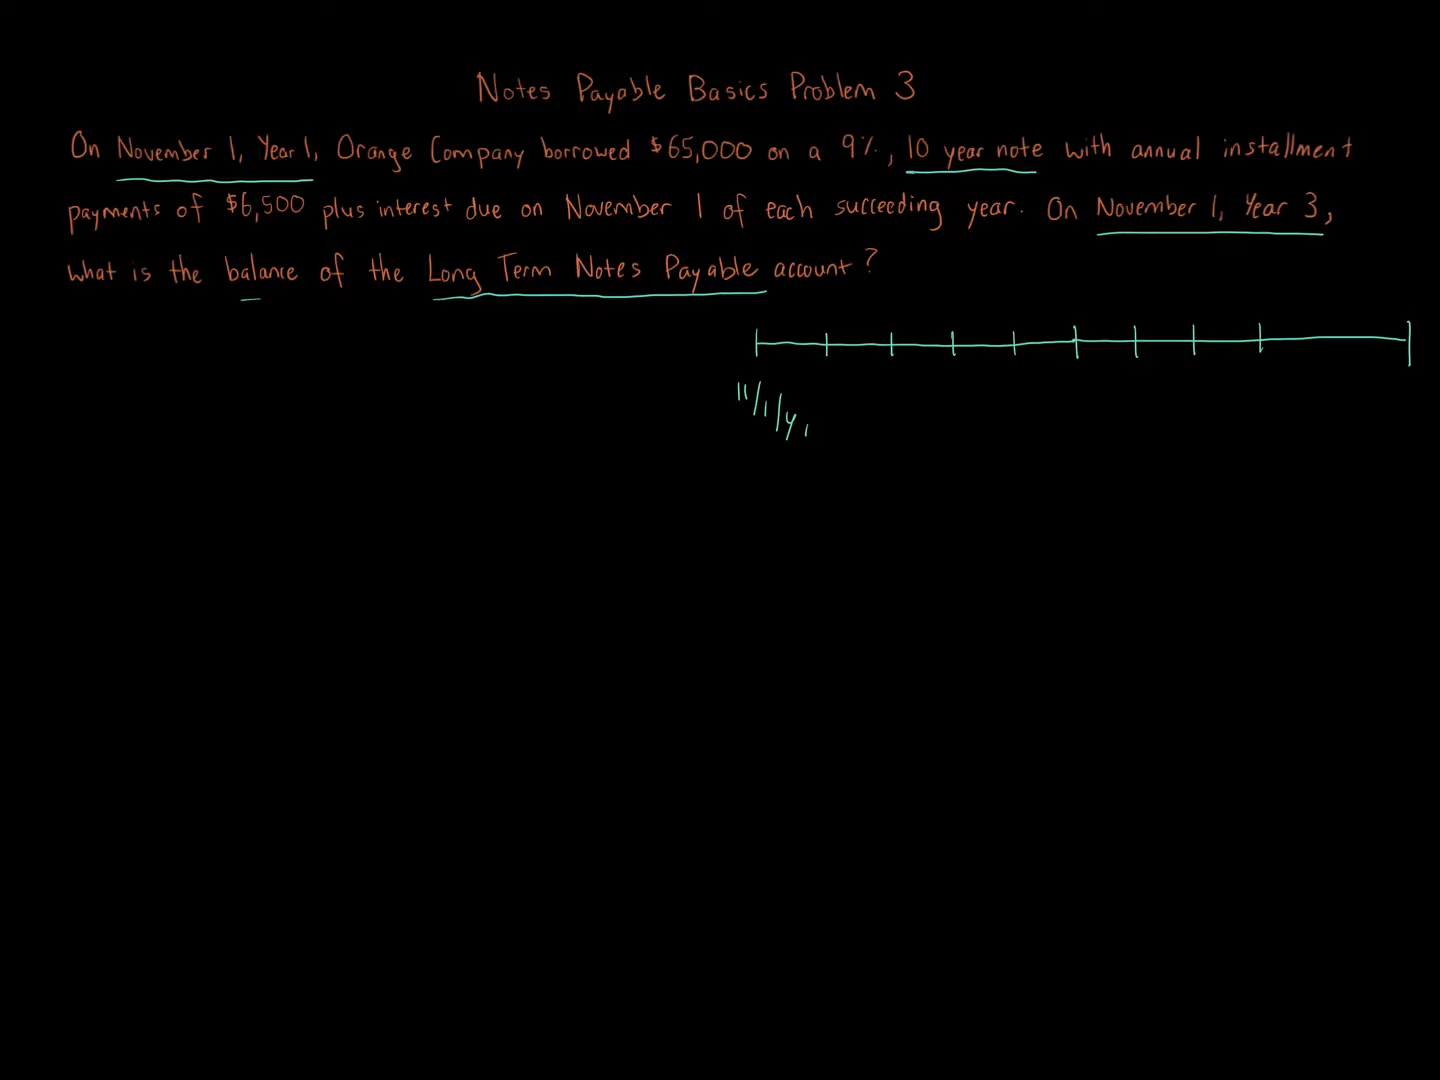 Notes Payable Basics Problem 3
On November 1, Year 1, Orange Company borrowed $65,000 on a 9%, 10 year note with annual installment
payments of $6,500 plus interest due on November 1 of each succeeding year. On November 1, Year 3,
what is the balance of the Long Term Notes Payable account?
11/1/y1